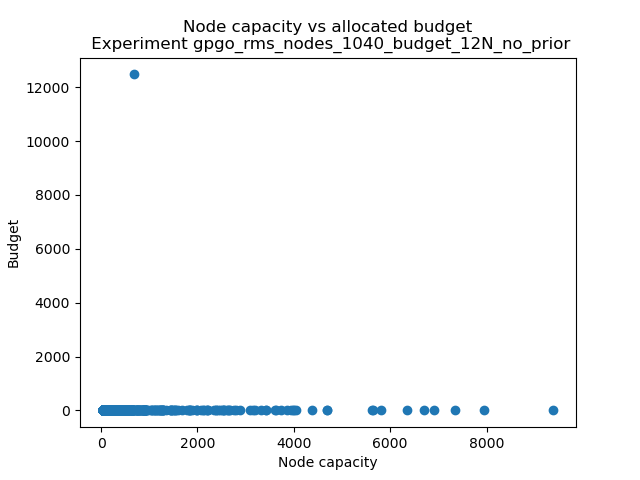 Node capacity vs allocated budget
Experiment gpgo_rms_nodes_1040_budget_12N_no_prior
12000
10000
8000
6000
4000
2000
0
Budget
0 2000 4000 6000 8000
Node capacity